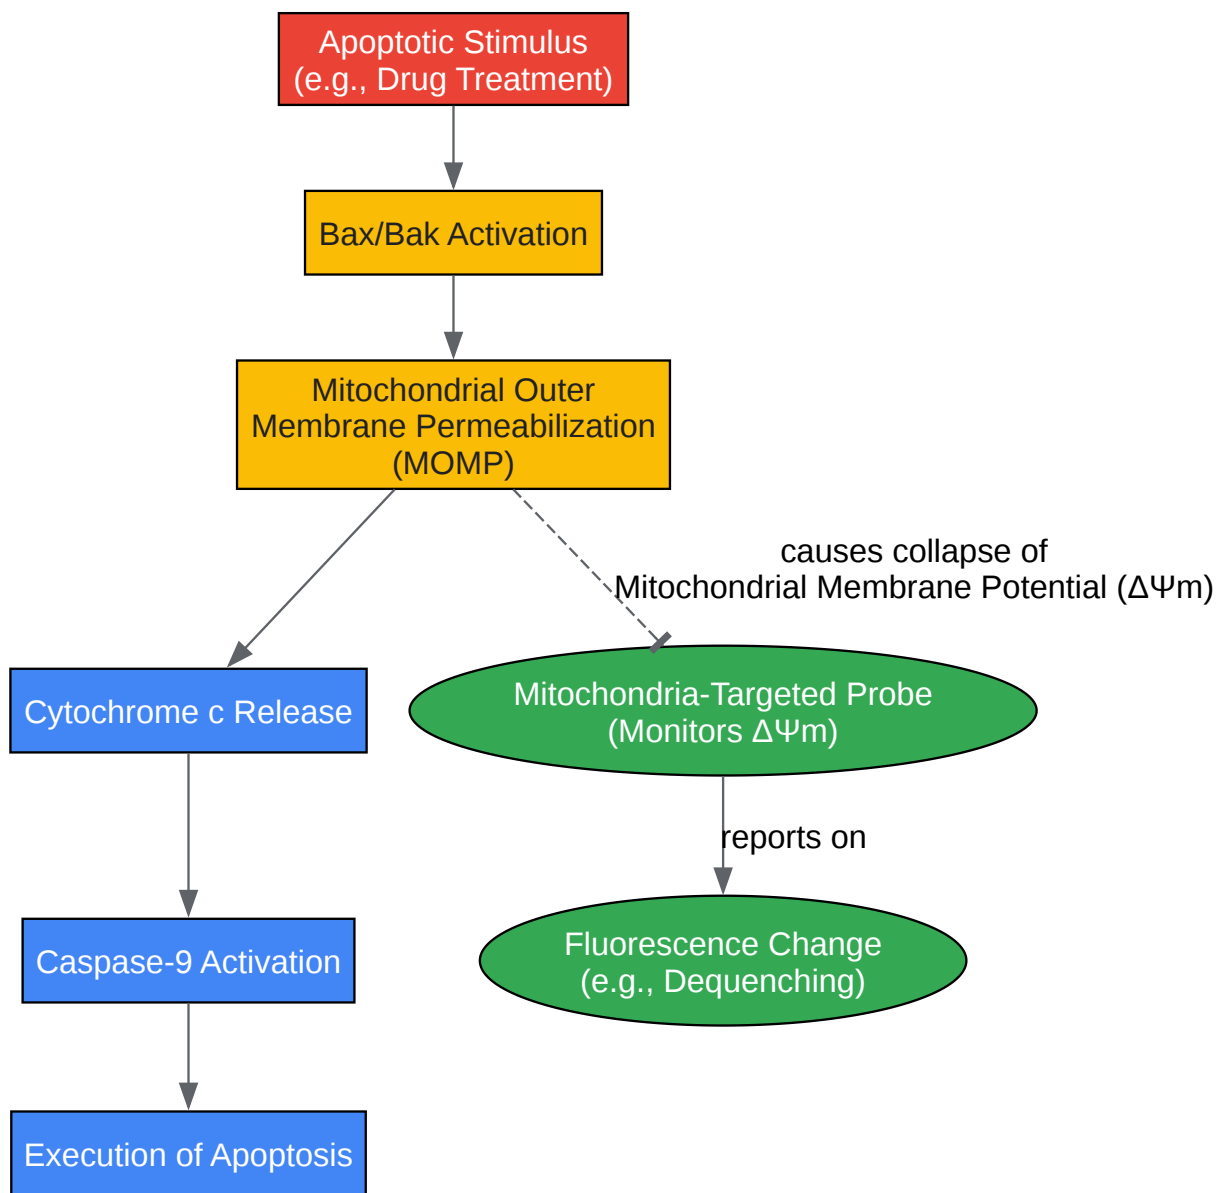 Apoptotic Stimulus
(e.g., Drug Treatment)
Bax/Bak Activation
Mitochondrial Outer
Membrane Permeabilization
(MOMP)
causes collapse of
Mitochondrial Membrane Potential (ΔΨm)
Cytochrome c Release
Mitochondria-Targeted Probe
(Monitors ΔΨm)
reports on
Caspase-9 Activation
Fluorescence Change
(e.g., Dequenching)
Execution of Apoptosis